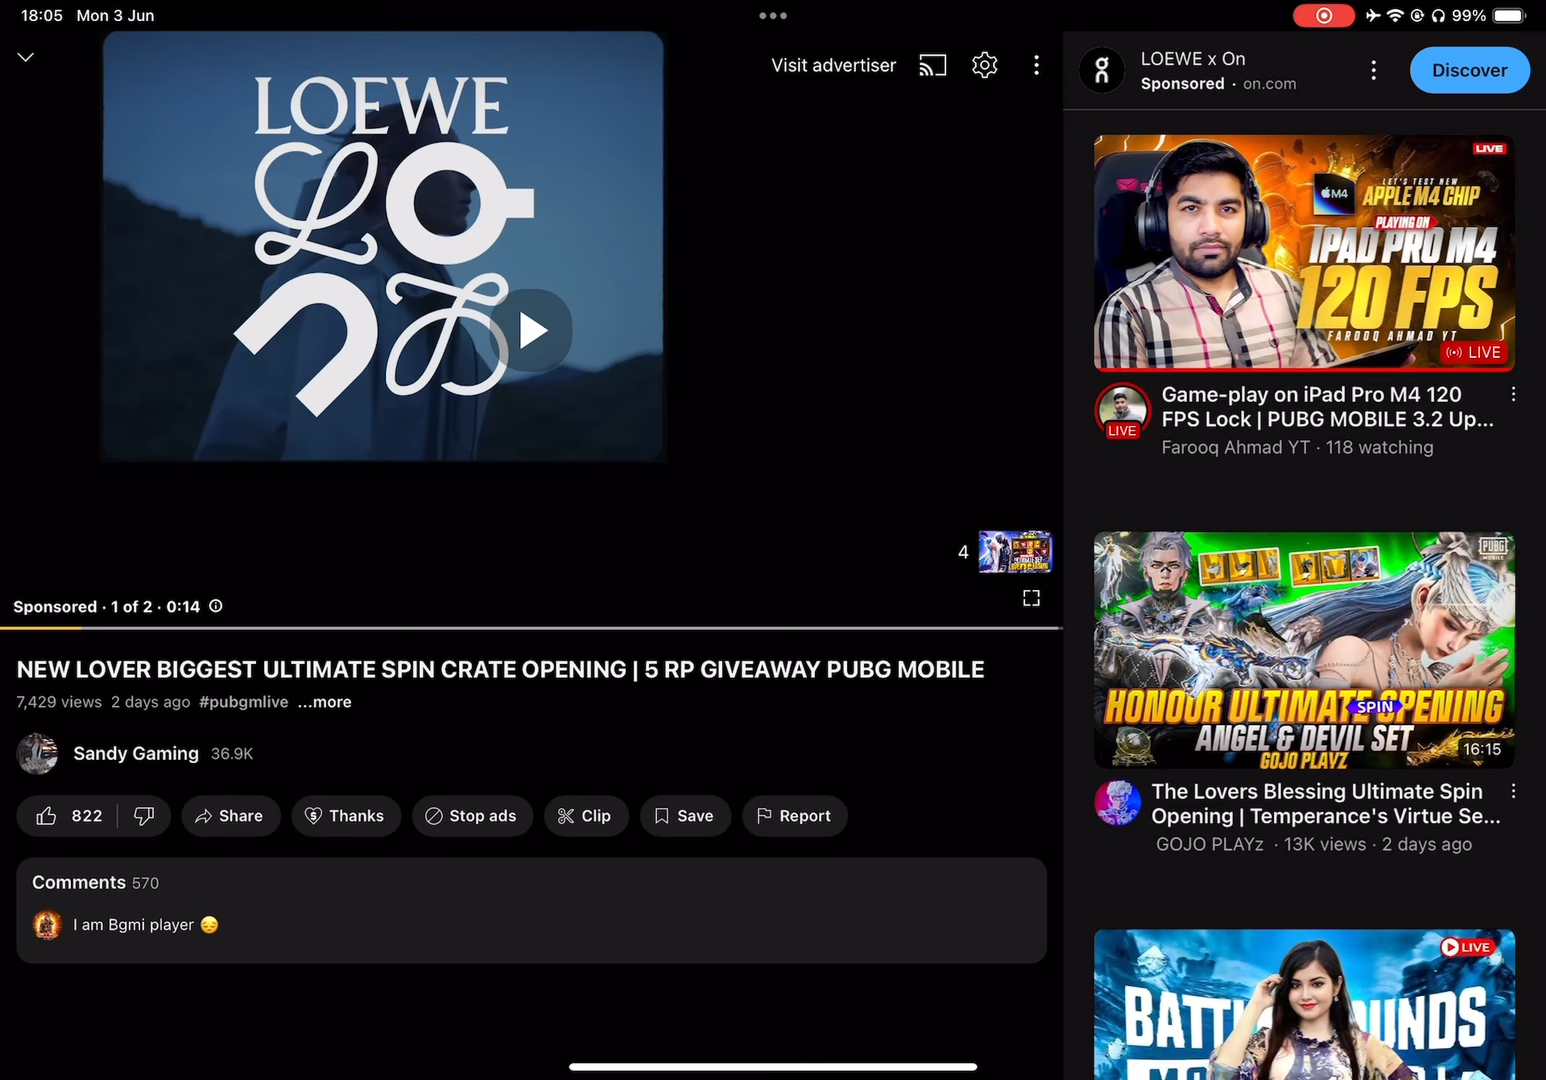 18:05 Mon 3 Jun
99%
LOEWE
Visit advertiser
LOEWE x On
Sponsored · on.com
Discover
LIVE
LET'S TEST NEW
M4
APPLE M4 CHIP
PLAYING ON
IPAD PRO M4
120 FPS
FAROOQ AHMAD YT
LIVE
LIVE
Game-play on iPad Pro M4 120
FPS Lock | PUBG MOBILE 3.2 Up...
Farooq Ahmad YT · 118 watching
4
Sponsored · 1 of 2 · 0:14
NEW LOVER BIGGEST ULTIMATE SPIN CRATE OPENING | 5 RP GIVEAWAY PUBG MOBILE
7,429 views 2 days ago #pubgmlive ...more
Sandy Gaming 36.9K
822
Share
Thanks
Stop ads
Clip
Save
Report
Comments 570
I am Bgmi player 😔
PUBG
MOBILE
HONOUR ULTIMATE SPIN OPENING
ANGEL & DEVIL SET
GOJO PLAYZ
16:15
The Lovers Blessing Ultimate Spin
Opening | Temperance's Virtue Se...
GOJO PLAYz · 13K views · 2 days ago
LIVE